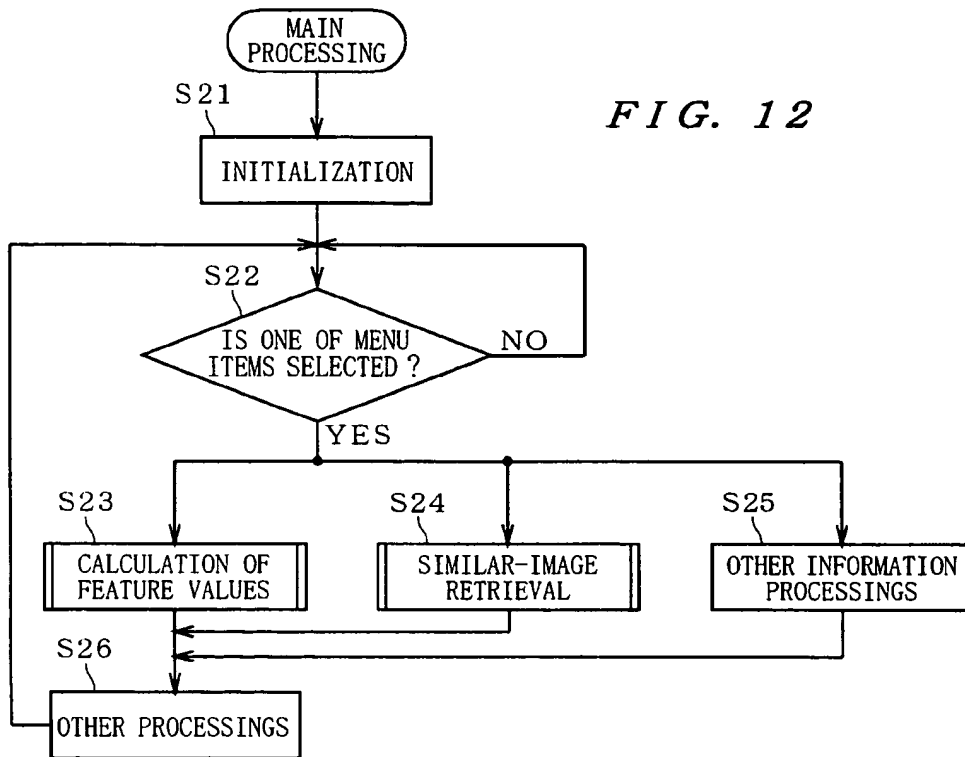 MAIN
PROCESSING
S21
FIG. 12
INITIALIZATION
S22
IS ONE OF MENU
ITEMS SELECTED ?
NO
YES
S23
CALCULATION OF
FEATURE VALUES
S24
SIMILAR-IMAGE
RETRIEVAL
S25
OTHER INFORMATION
PROCESSINGS
S26
OTHER PROCESSINGS